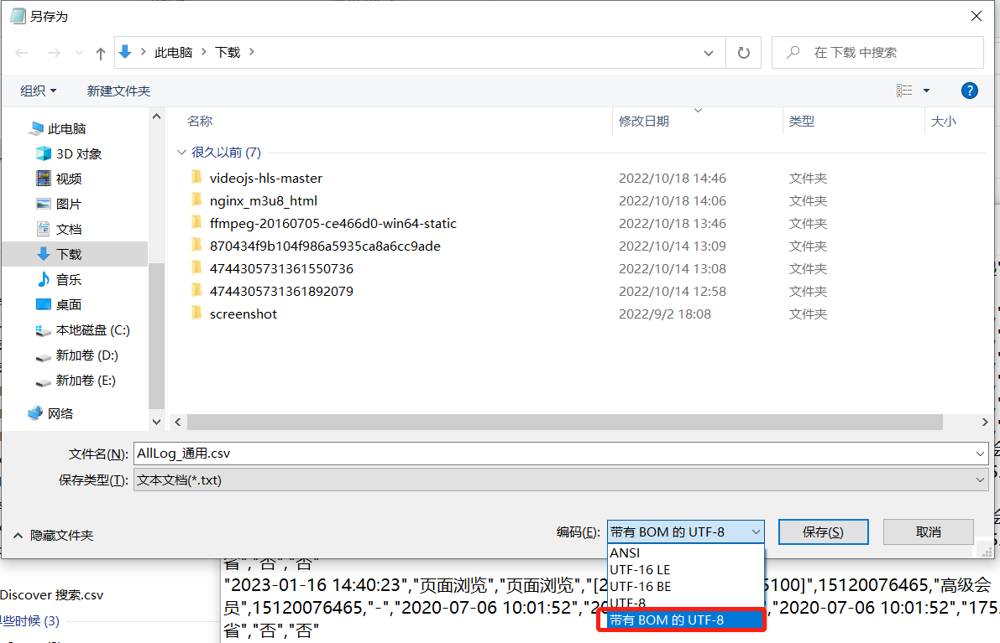 另存为
此电脑 下载
在 下载 中搜索
组织 新建文件夹
名称 修改日期 类型 大小
此电脑
3D 对象
视频
图片
文档
下载
音乐
桌面
本地磁盘 (C:)
新加卷 (D:)
新加卷 (E:)
网络
很久以前 (7)
videojs-hls-master 2022/10/18 14:46 文件夹
nginx_m3u8_html 2022/10/18 14:06 文件夹
ffmpeg-20160705-ce466d0-win64-static 2022/10/18 13:46 文件夹
870434f9b104f986a5935ca8a6cc9ade 2022/10/14 13:09 文件夹
4744305731361550736 2022/10/14 13:08 文件夹
4744305731361892079 2022/10/14 12:58 文件夹
screenshot 2022/9/2 18:08 文件夹
文件名(N): AllLog_通用.csv
保存类型(T): 文本文档(*.txt)
隐藏文件夹 编码(E): 带有 BOM 的 UTF-8 保存(S) 取消
ANSI
UTF-16 LE
UTF-16 BE
UTF-8
带有 BOM 的 UTF-8
省","否","否"
"2023-01-16 14:40:23","页面浏览","页面浏览","[2 5100]",15120076465,"高级会
员",15120076465,"-","2020-07-06 10:01:52","20 ,"2020-07-06 10:01:52","175.
省","否","否"
Discover 搜索.csv
些时候 (3)